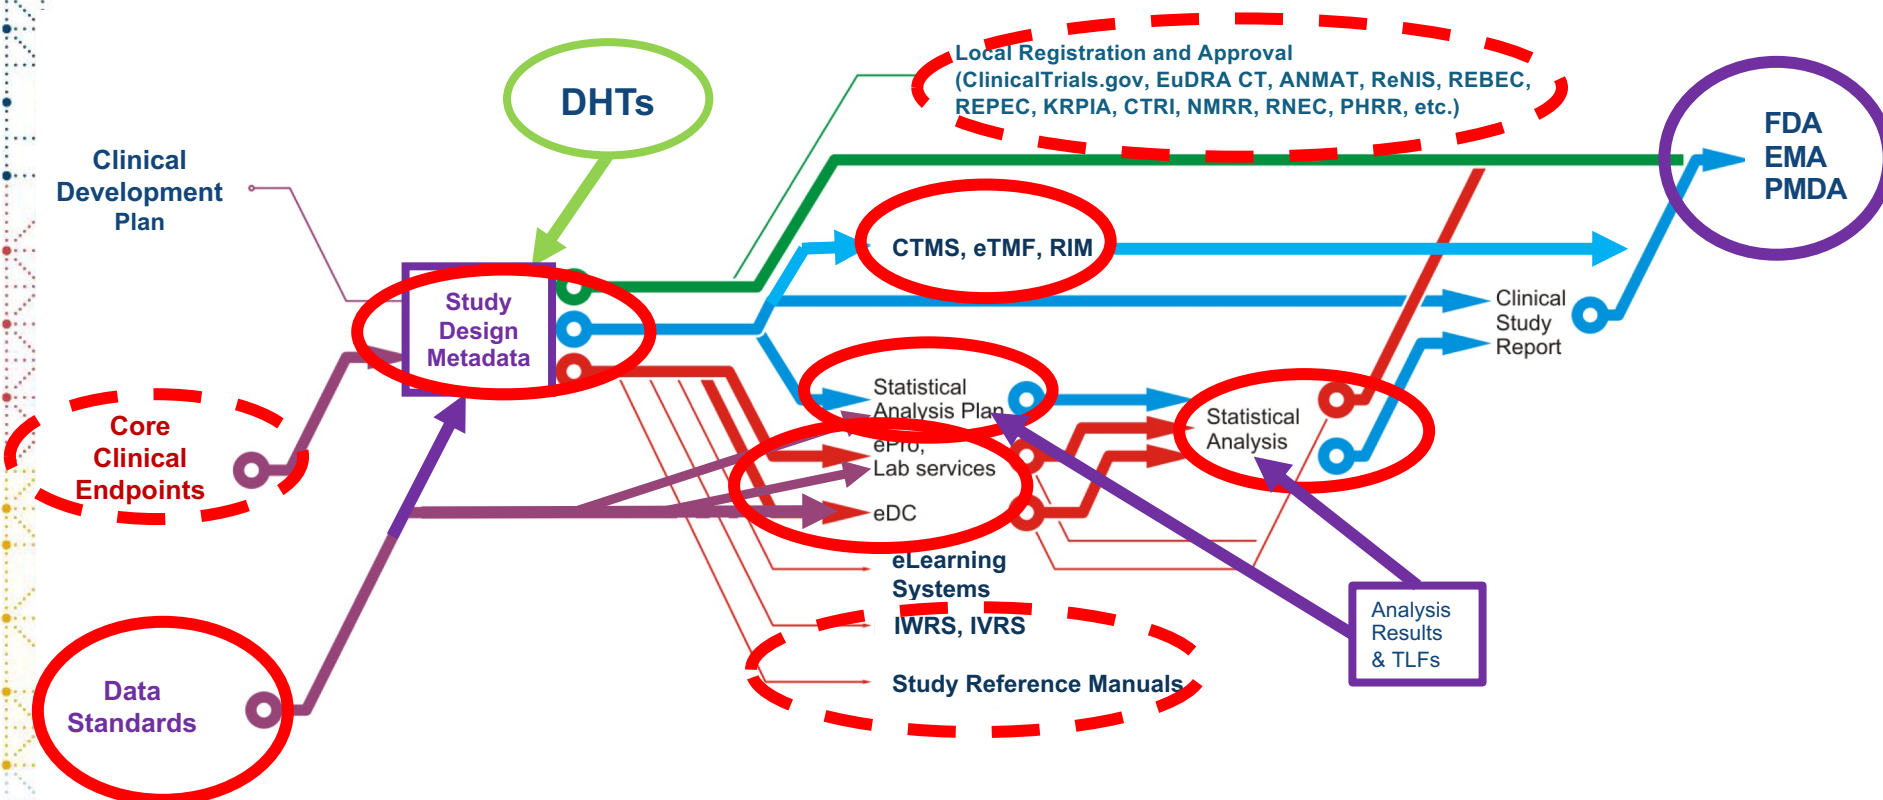 Local Registration and Approval
(ClinicalTrials.gov, EuDRA CT, ANMAT, ReNIS, REBEC,
REPEC, KRPIA, CTRI, NMRR, RNEC, PHRR, etc.)
DHTs
FDA
EMA
PMDA
Clinical
Development
Plan
CTMS, eTMF, RIM
Study
Design
Metadata
Clinical
Study
Report
Statistical
Analysis Plan
Statistical
Analysis
Core
Clinical
Endpoints
ePro,
Lab services
eDC
eLearning
Systems
IWRS, IVRS
Study Reference Manuals
Analysis
Results
& TLFs
Data
Standards